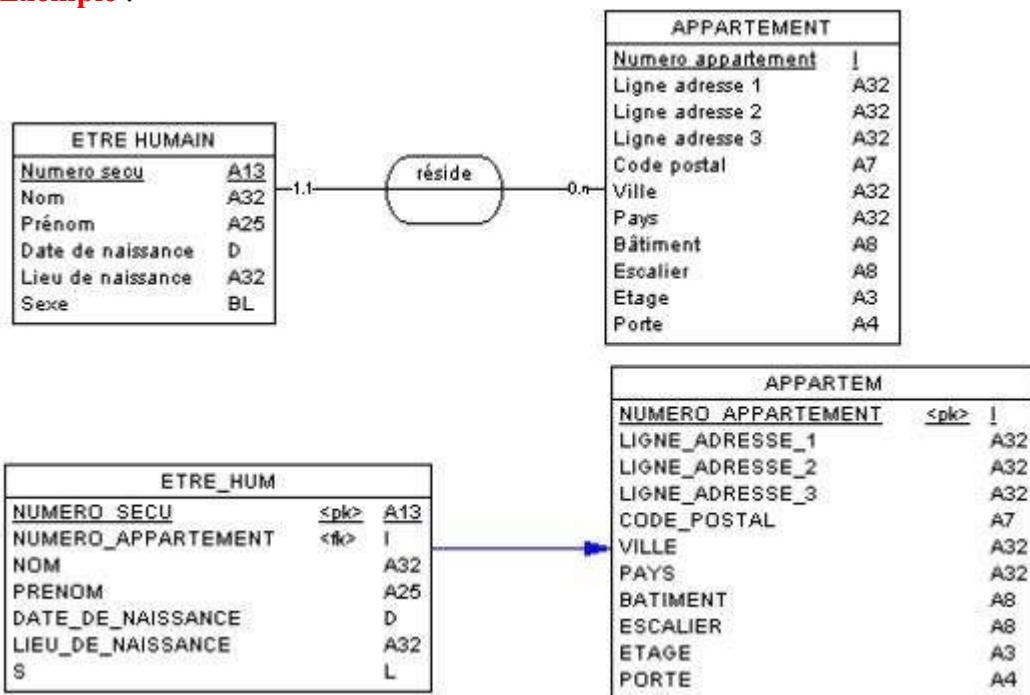 Exemple :
APPARTEMENT
Numero appartement I
Ligne adresse 1 A32
Ligne adresse 2 A32
Ligne adresse 3 A32
Code postal A7
Ville A32
Pays A32
Bâtiment A8
Escalier A8
Etage A3
Porte A4
ETRE HUMAIN
Numero secu A13
Nom A32
Prénom A25
Date de naissance D
Lieu de naissance A32
Sexe BL
1.1
réside
0.n
APPARTEM
NUMERO_APPARTEMENT <pk> I
LIGNE_ADRESSE_1 A32
LIGNE_ADRESSE_2 A32
LIGNE_ADRESSE_3 A32
CODE_POSTAL A7
VILLE A32
PAYS A32
BATIMENT A8
ESCALIER A8
ETAGE A3
PORTE A4
ETRE_HUM
NUMERO_SECU <pk> A13
NUMERO_APPARTEMENT <fk> I
NOM A32
PRENOM A25
DATE_DE_NAISSANCE D
LIEU_DE_NAISSANCE A32
S L